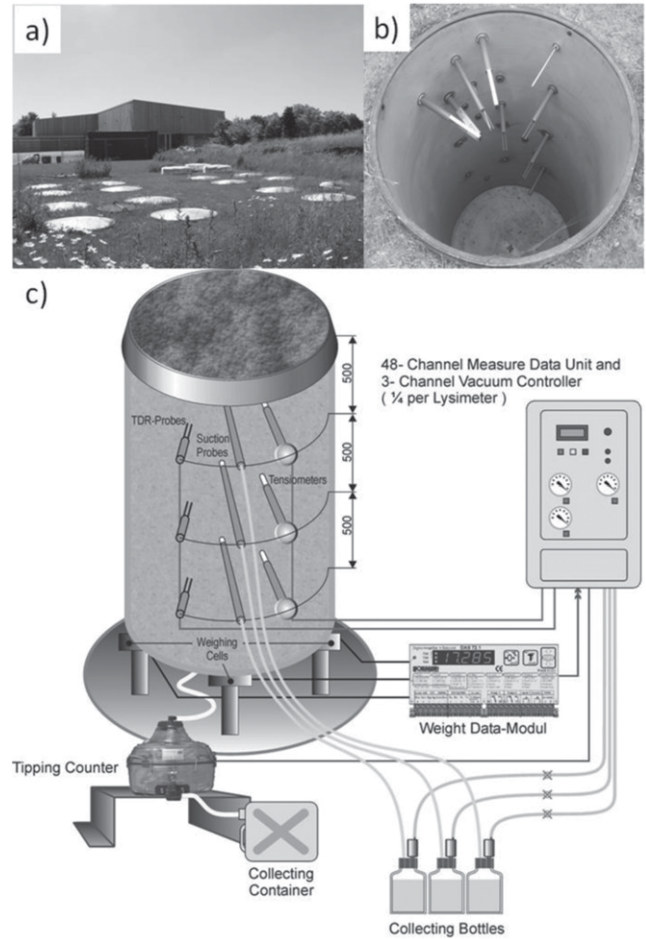 a)
b)
c)
48- Channel Measure Data Unit and
3- Channel Vacuum Controller
( ¼ per Lysimeter )
500
TDR-Probes
Suction
Probes
500
Tensiometers
500
Weighing
Cells
17285
Weight Data-Modul
Tipping Counter
Collecting
Container
Collecting Bottles